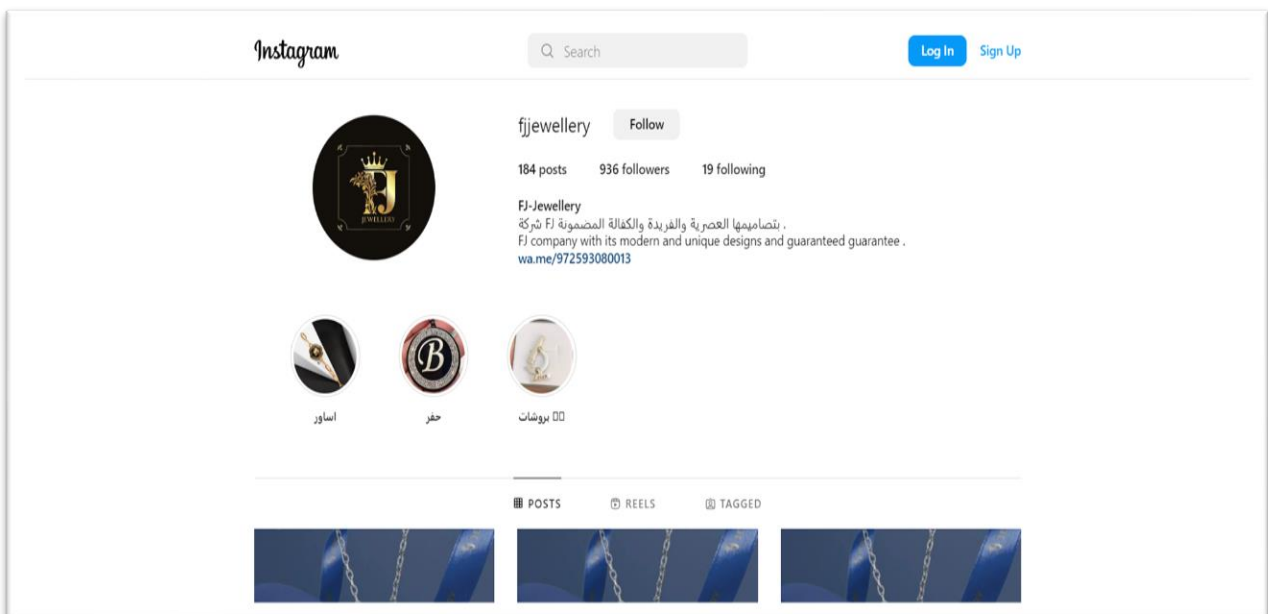 Instagram
Search
Log In
Sign Up
FJ
JEWELLERY
fjjewellery
Follow
184 posts 936 followers 19 following
FJ-Jewellery
شركة FJ بتصاميمها العصرية والفريدة والكفالة المضمونة .
FJ company with its modern and unique designs and guaranteed guarantee .
wa.me/972593080013
B
اساور
حفر
بروشات
POSTS
REELS
TAGGED